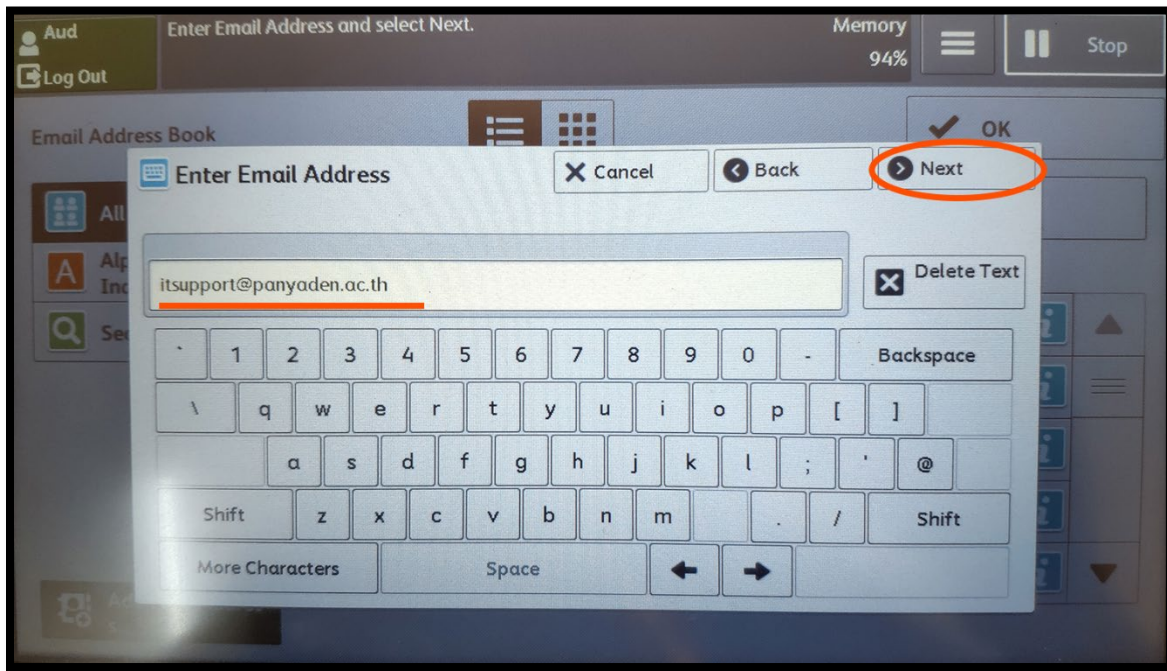 Aud
Log Out
Enter Email Address and select Next.
Memory
94%
Stop
Email Address Book
OK
Enter Email Address
Cancel
Back
Next
All
itsupport@panyaden.ac.th
Delete Text
` 1 2 3 4 5 6 7 8 9 0 - Backspace
\ q w e r t y u i o p [ ]
a s d f g h j k l ; ' @
Shift z x c v b n m . / Shift
More Characters Space
A